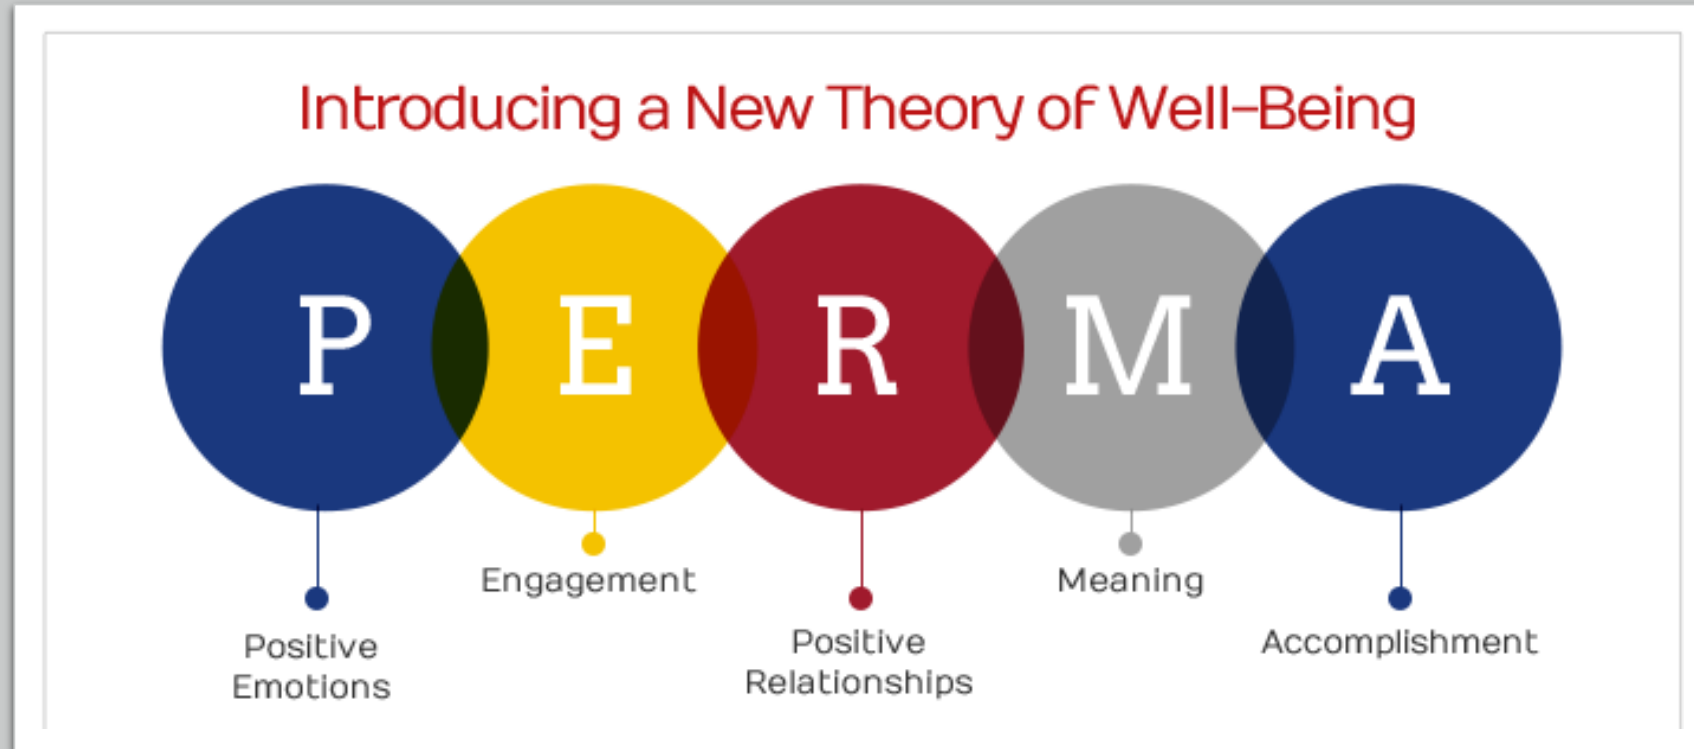 Introducing a New Theory of Well-Being
P E R M A
Engagement Meaning
Positive Emotions
Positive Relationships
Accomplishment